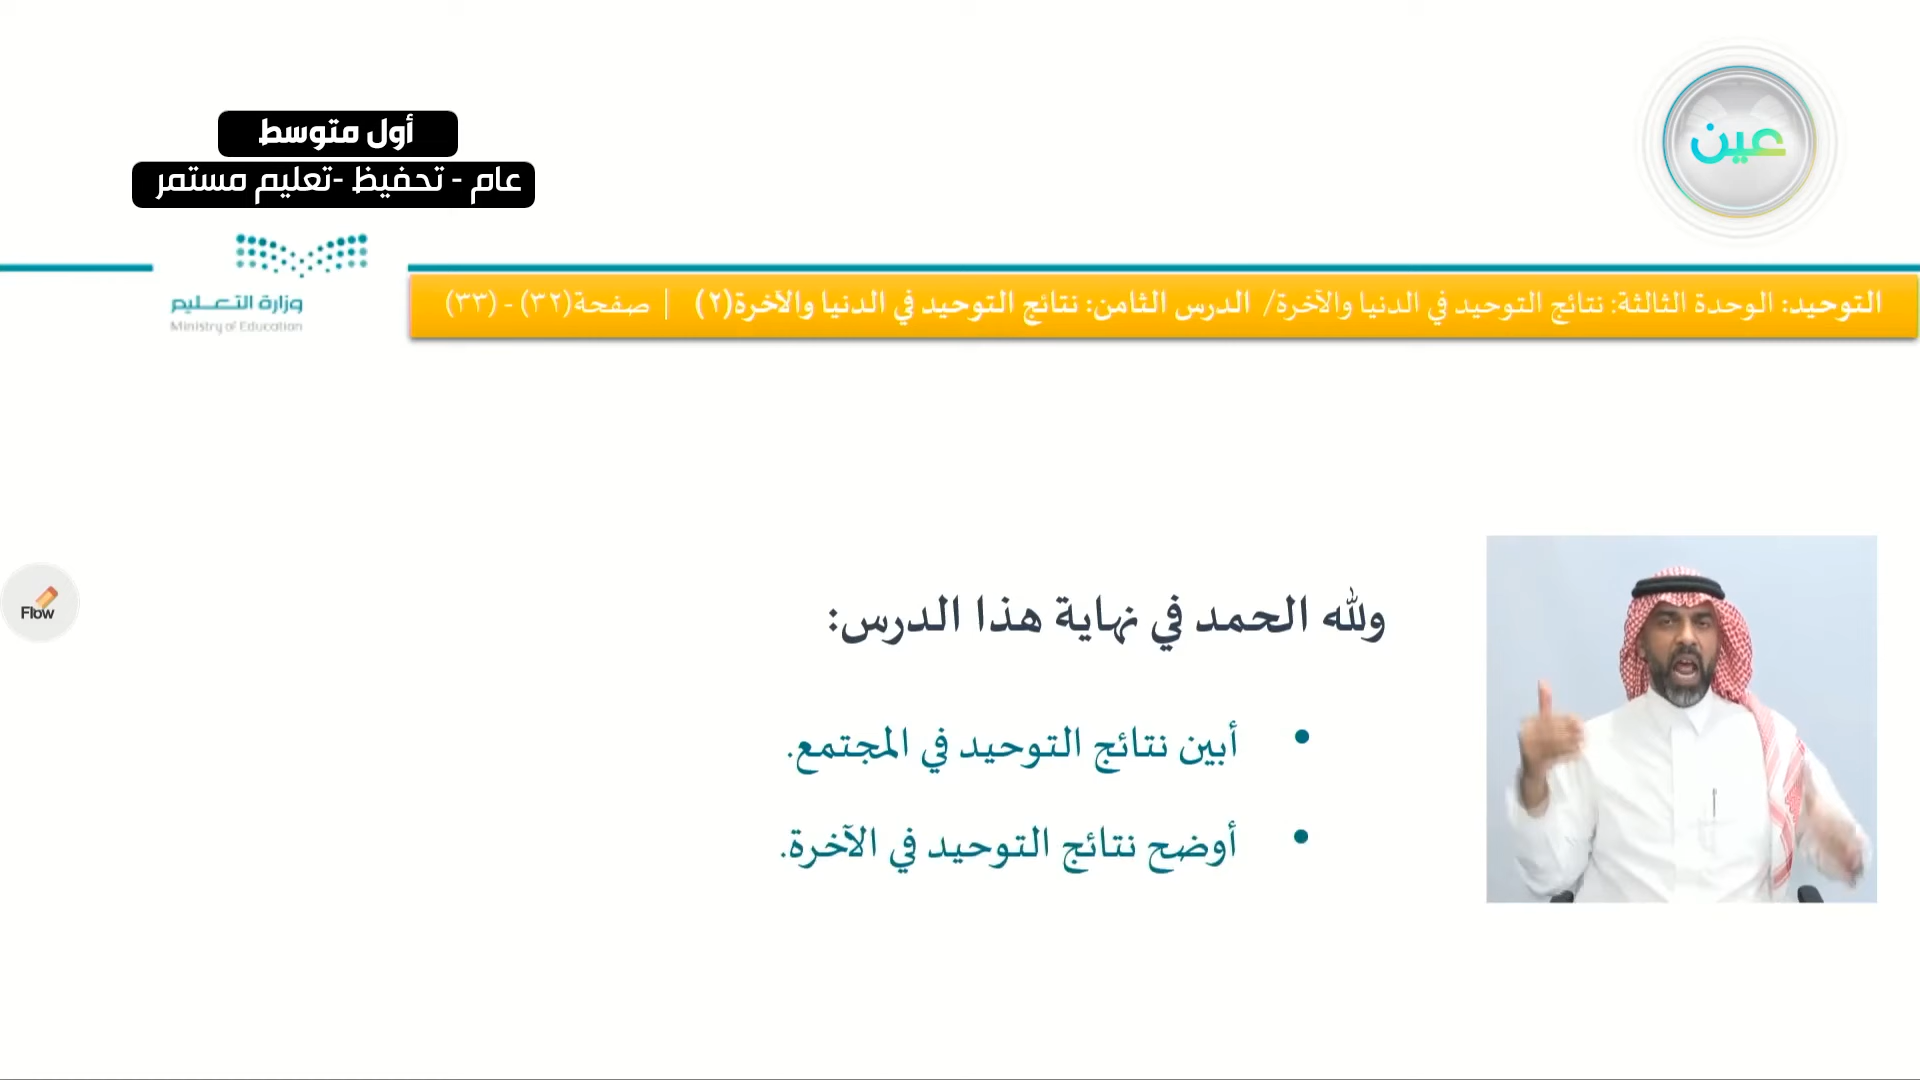 عين
أول متوسط
عام - تحفيظ -تعليم مستمر
وزارة التعـــليم
Ministry of Education
التوحيد: الوحدة الثالثة: نتائج التوحيد في الدنيا والآخرة/ الدرس الثامن: نتائج التوحيد في الدنيا والآخرة(٢) | صفحة(٣٢) - (٣٣)
ولله الحمد في نهاية هذا الدرس:
• أبين نتائج التوحيد في المجتمع.
• أوضح نتائج التوحيد في الآخرة.
Flow